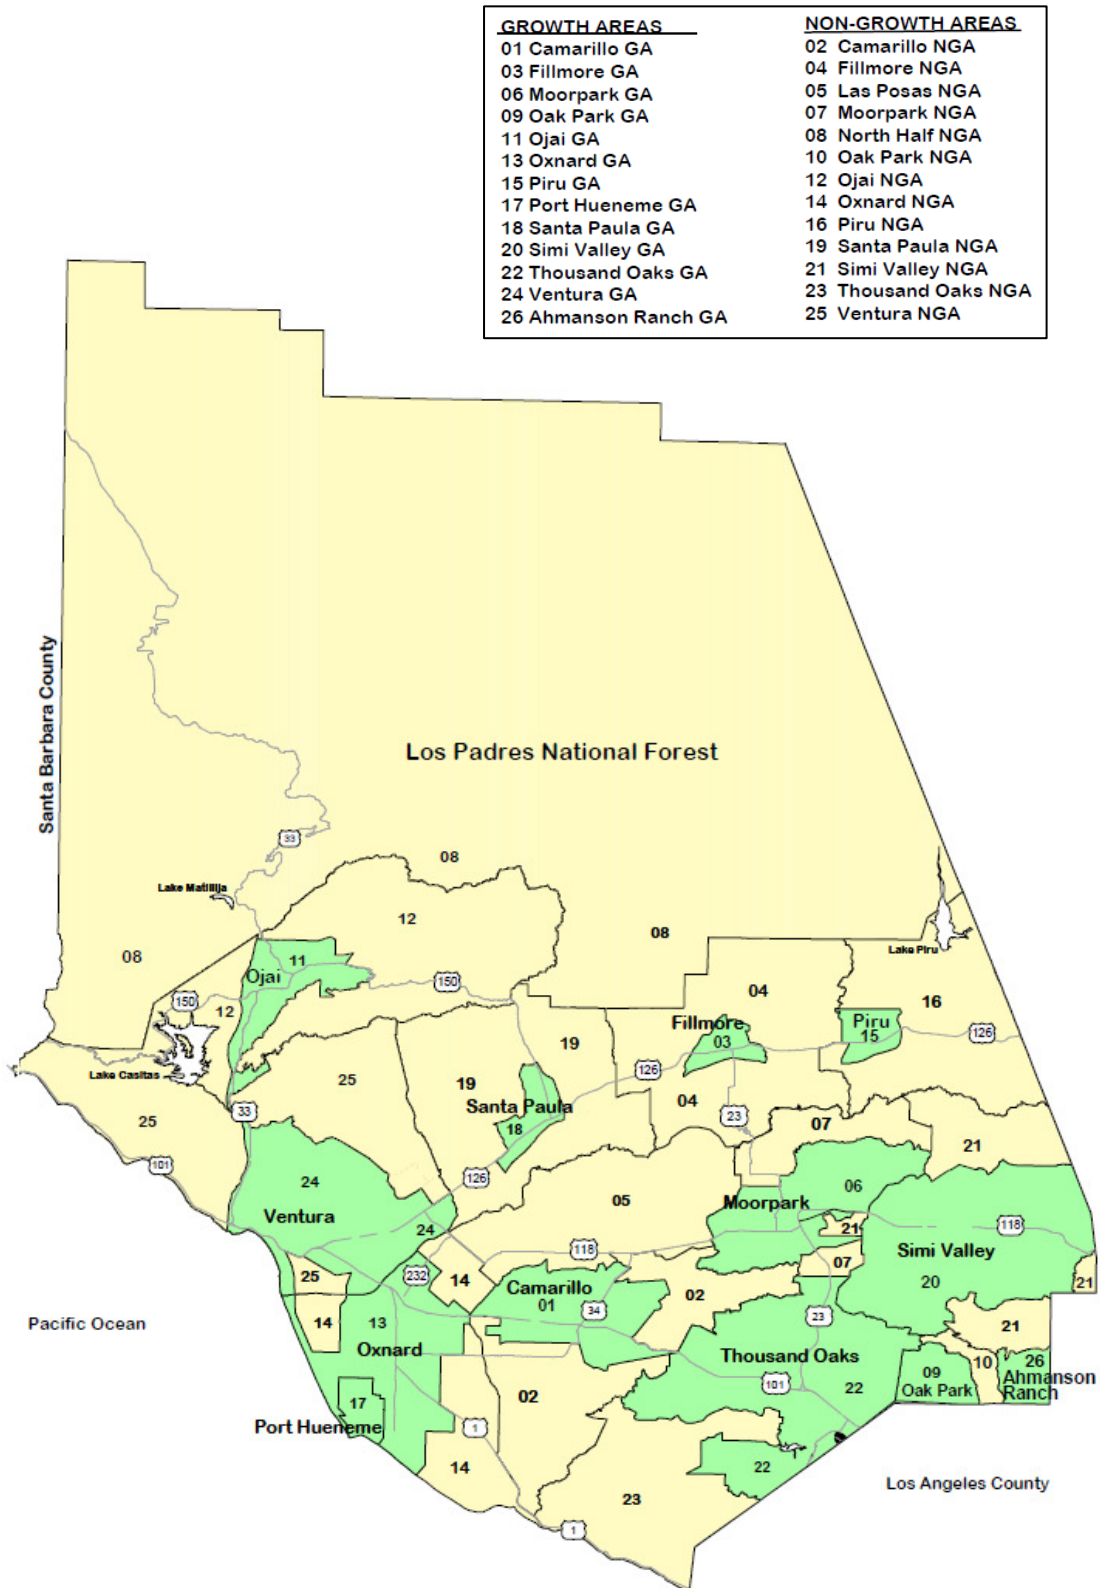 GROWTH AREAS
01 Camarillo GA
03 Fillmore GA
06 Moorpark GA
09 Oak Park GA
11 Ojai GA
13 Oxnard GA
15 Piru GA
17 Port Hueneme GA
18 Santa Paula GA
20 Simi Valley GA
22 Thousand Oaks GA
24 Ventura GA
26 Ahmanson Ranch GA
NON-GROWTH AREAS
02 Camarillo NGA
04 Fillmore NGA
05 Las Posas NGA
07 Moorpark NGA
08 North Half NGA
10 Oak Park NGA
12 Ojai NGA
14 Oxnard NGA
16 Piru NGA
19 Santa Paula NGA
21 Simi Valley NGA
23 Thousand Oaks NGA
25 Ventura NGA
Santa Barbara County
Los Padres National Forest
33
08
Lake Matilija
12
08
08
Lake Piru
11
Ojai
150
150
12
04
16
Fillmore
03
Piru
15
126
19
Lake Casitas
126
25
19
Santa Paula
18
04
23
33
25
07
21
101
24
126
05
06
Moorpark
Ventura
24
21
118
118
Simi Valley
07
25
232
14
Camarillo
01
02
20
21
34
Pacific Ocean
14
13
23
21
Oxnard
Thousand Oaks
10
26
09
Ahmanson
Ranch
Oak Park
101
22
02
17
Port Hueneme
1
14
22
Los Angeles County
23
1